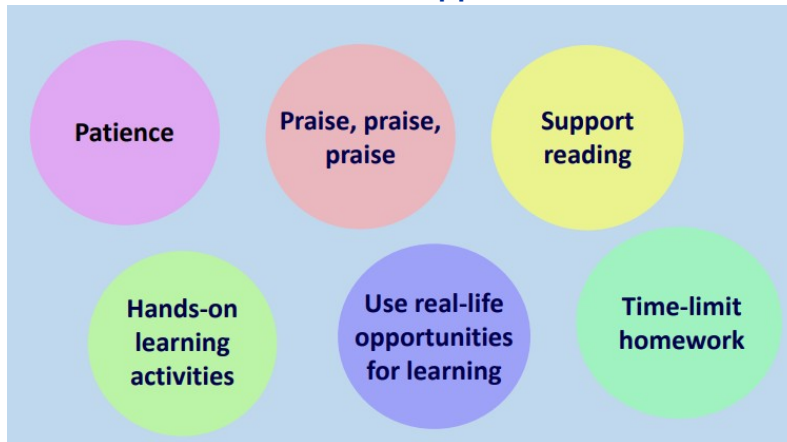 Patience
Praise, praise,
praise
Support
reading
Hands-on
learning
activities
Use real-life
opportunities
for learning
Time-limit
homework